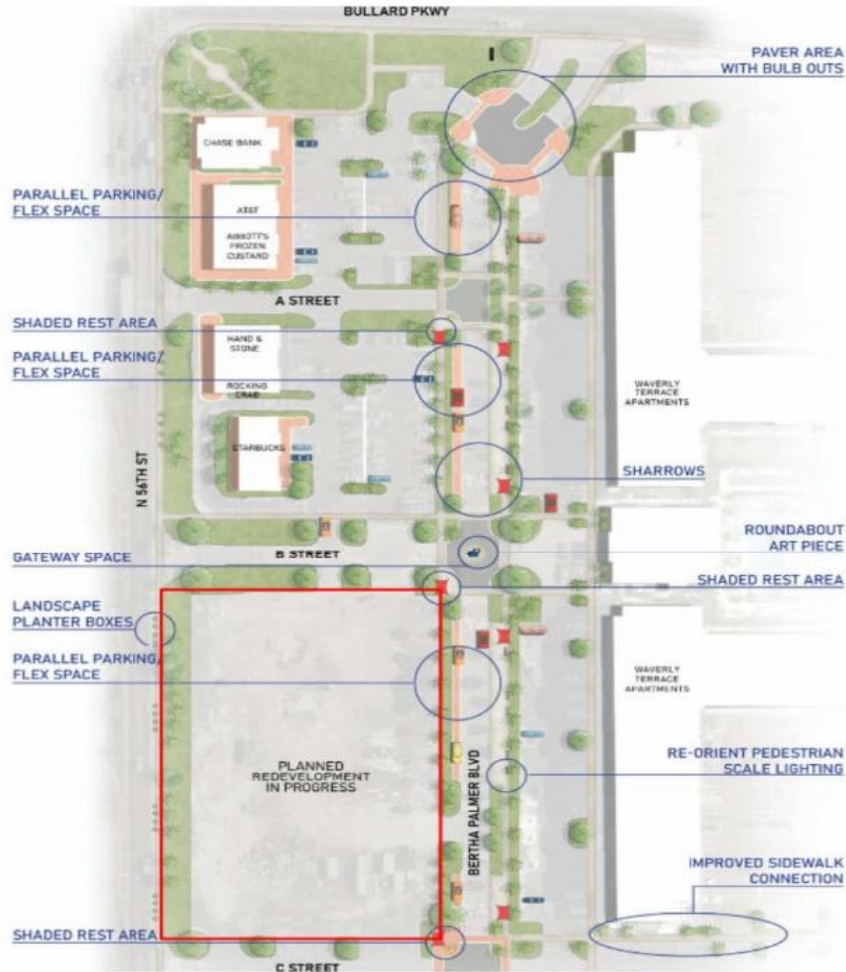 BULLARD PKWY
PAVER AREA
WITH BULB OUTS
CHASE BANK
PARALLEL PARKING/
FLEX SPACE
AT&T
ABBOTT'S
FROZEN
CUSTARD
A STREET
SHADED REST AREA
HAND &
STONE
PARALLEL PARKING/
FLEX SPACE
ROCKING
CRAB
WAVERLY
TERRACE
APARTMENTS
STARBUCKS
SHARROWS
N 56TH ST
ROUNDABOUT
ART PIECE
B STREET
GATEWAY SPACE
SHADED REST AREA
LANDSCAPE
PLANTER BOXES
PARALLEL PARKING/
FLEX SPACE
WAVERLY
TERRACE
APARTMENTS
PLANNED
REDEVELOPMENT
IN PROGRESS
BERTHA PALMER BLVD
RE-ORIENT PEDESTRIAN
SCALE LIGHTING
IMPROVED SIDEWALK
CONNECTION
SHADED REST AREA
C STREET